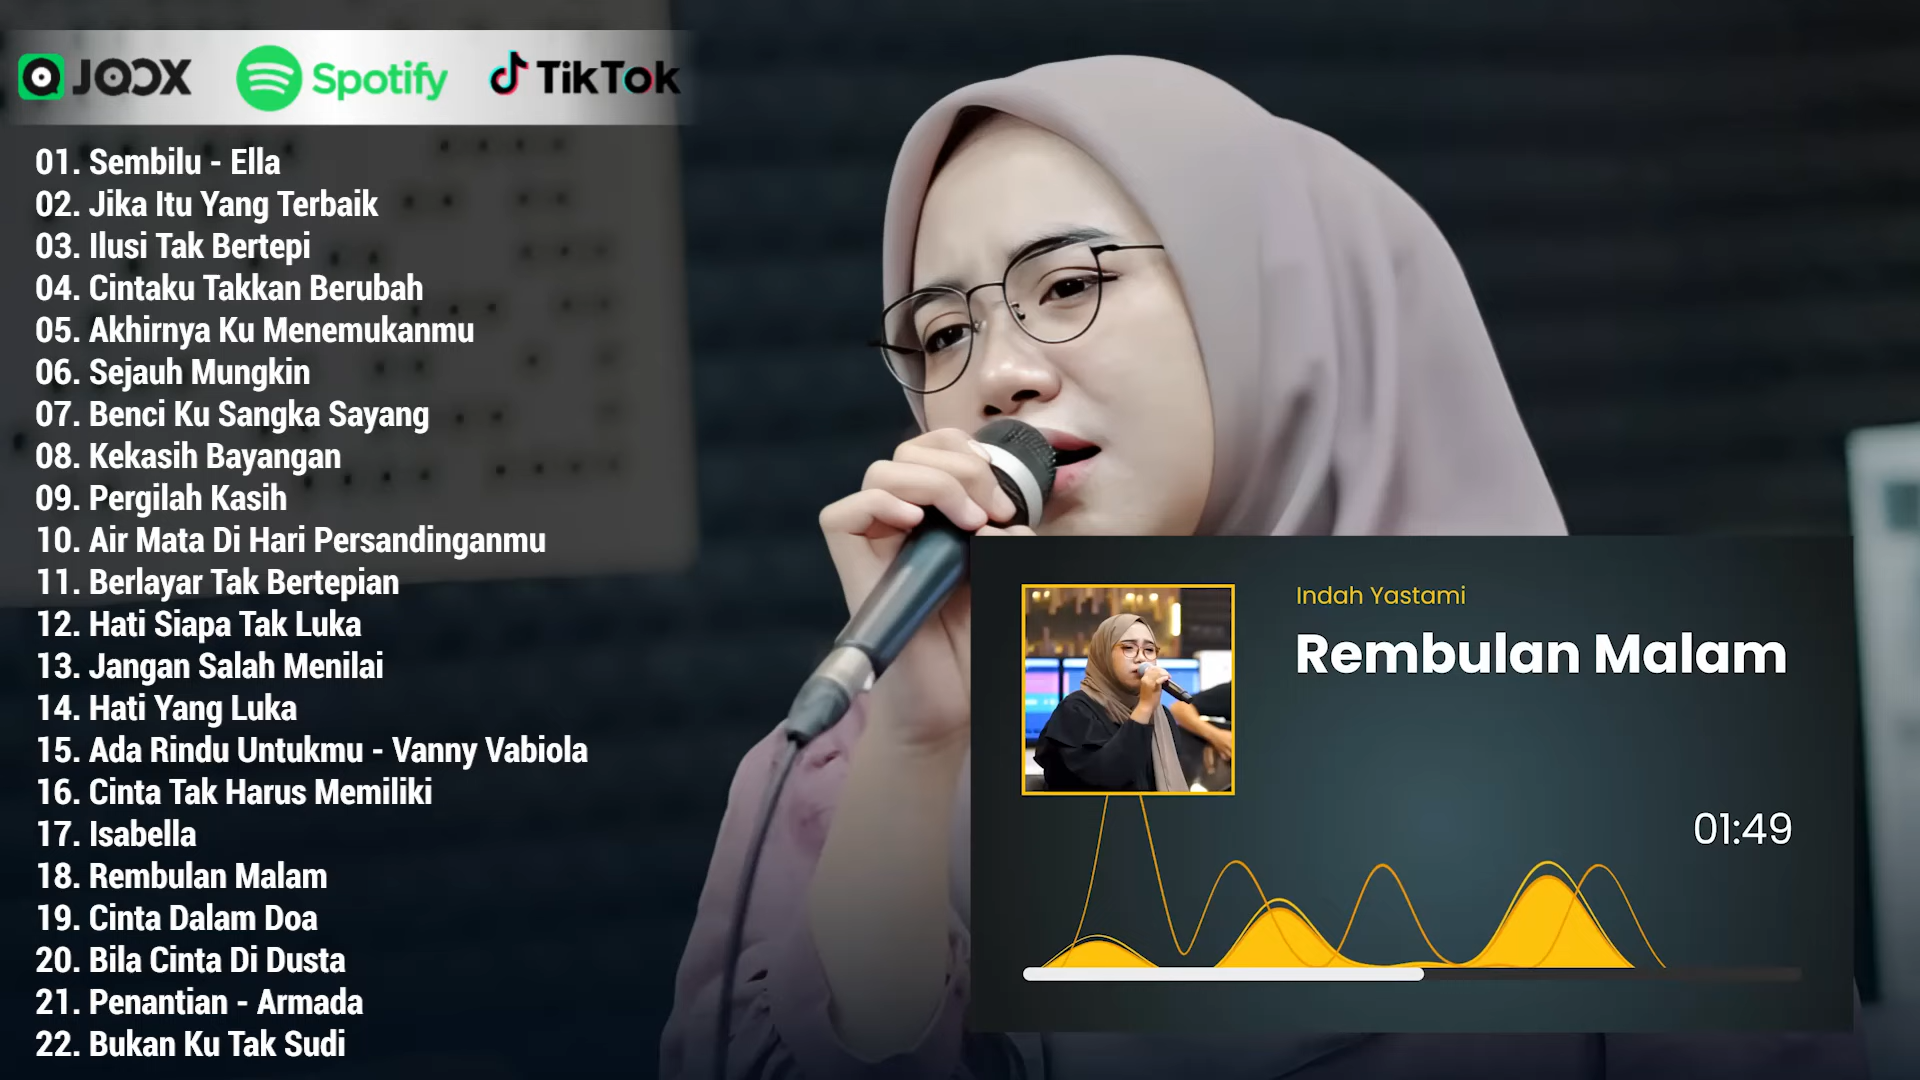 JOOX Spotify TikTok
01. Sembilu - Ella
02. Jika Itu Yang Terbaik
03. Ilusi Tak Bertepi
04. Cintaku Takkan Berubah
05. Akhirnya Ku Menemukanmu
06. Sejauh Mungkin
07. Benci Ku Sangka Sayang
08. Kekasih Bayangan
09. Pergilah Kasih
10. Air Mata Di Hari Persandinganmu
11. Berlayar Tak Bertepian
12. Hati Siapa Tak Luka
13. Jangan Salah Menilai
14. Hati Yang Luka
15. Ada Rindu Untukmu - Vanny Vabiola
16. Cinta Tak Harus Memiliki
17. Isabella
18. Rembulan Malam
19. Cinta Dalam Doa
20. Bila Cinta Di Dusta
21. Penantian - Armada
22. Bukan Ku Tak Sudi
Indah Yastami
Rembulan Malam
01:49